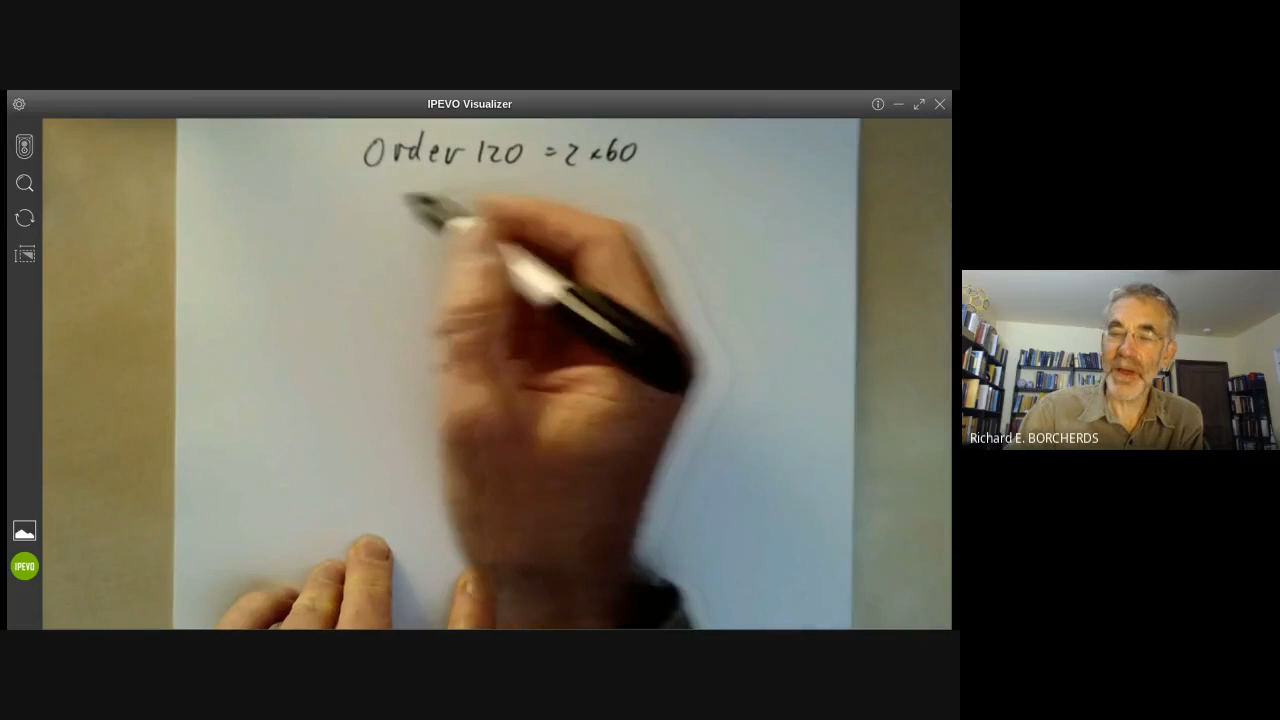 IPEVO Visualizer
Order 120 = 2 x 60
IPEVO
Richard E. BORCHERDS